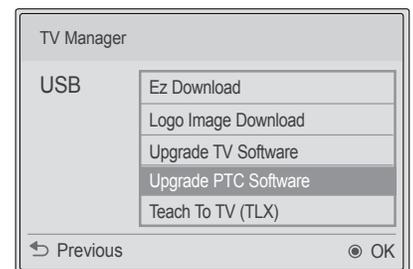 TV Manager
USB
Ez Download
Logo Image Download
Upgrade TV Software
Upgrade PTC Software
Teach To TV (TLX)
Previous
OK